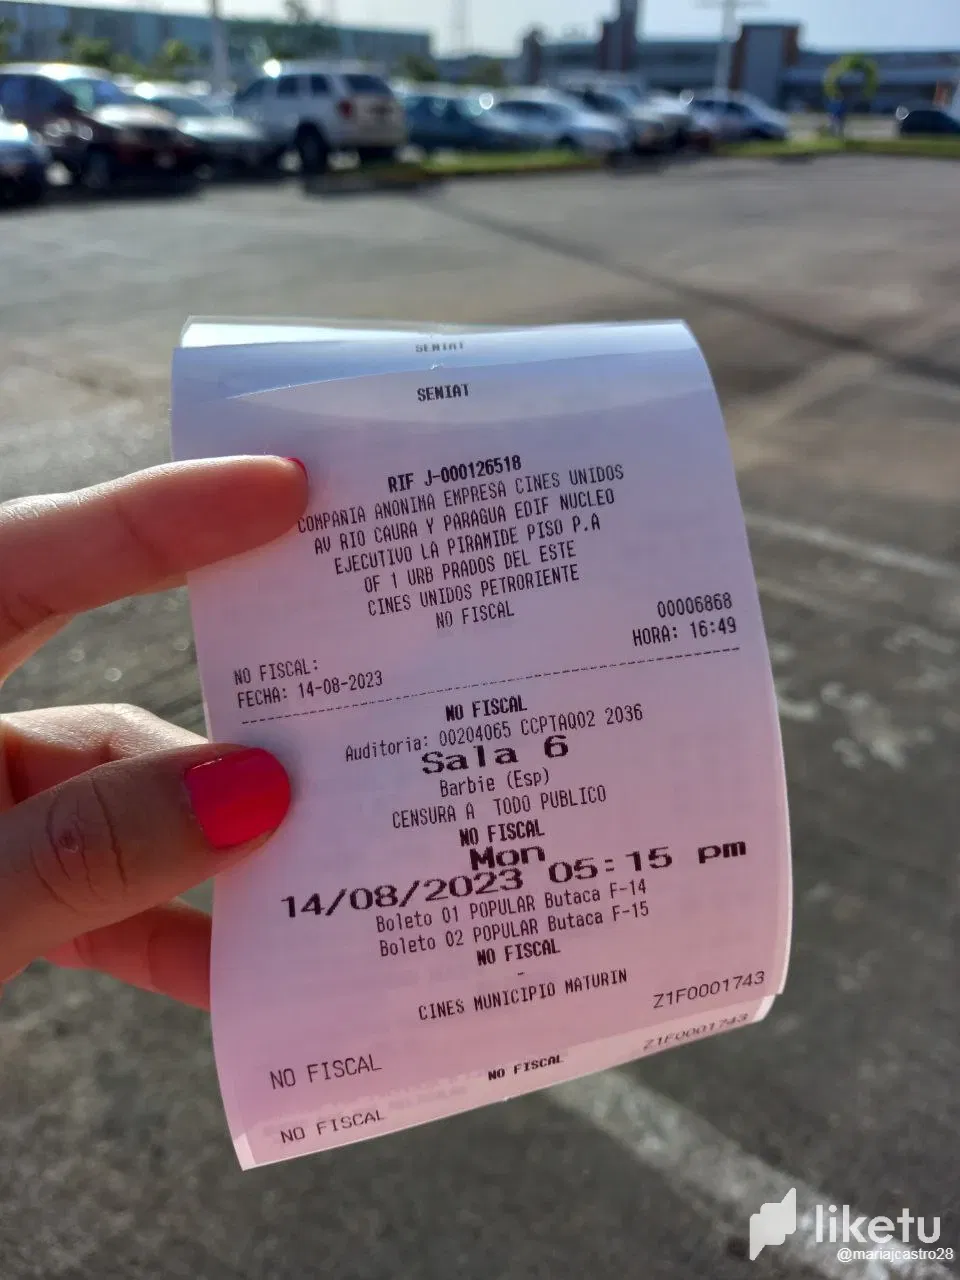 SENIAT
SENIAT
RIF J-000126518
COMPAÑIA ANONIMA EMPRESA CINES UNIDOS
AV RIO CAURA Y PARAGUA EDIF NUCLEO
EJECUTIVO LA PIRAMIDE PISO P.A
OF 1 URB PRADOS DEL ESTE
CINES UNIDOS PETRORIENTE
NO FISCAL
NO FISCAL: 00006868
FECHA: 14-08-2023 HORA: 16:49
NO FISCAL
Auditoria: 00204065 CCPTAQ02 2036
Sala 6
Barbie (Esp)
CENSURA A TODO PUBLICO
NO FISCAL
Mon
14/08/2023 05:15 pm
Boleto 01 POPULAR Butaca F-14
Boleto 02 POPULAR Butaca F-15
NO FISCAL
-
CINES MUNICIPIO MATURIN
NO FISCAL Z1F0001743
NO FISCAL
NO FISCAL Z1F0001743
liketu
@mariajcastro28